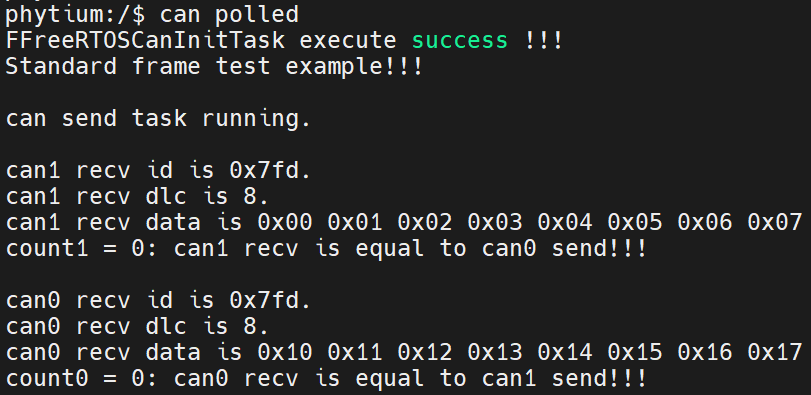 phytium:/$ can polled
FFreeRTOSCanInitTask execute success !!!
Standard frame test example!!!
can send task running.
can1 recv id is 0x7fd.
can1 recv dlc is 8.
can1 recv data is 0x00 0x01 0x02 0x03 0x04 0x05 0x06 0x07
count1 = 0: can1 recv is equal to can0 send!!!
can0 recv id is 0x7fd.
can0 recv dlc is 8.
can0 recv data is 0x10 0x11 0x12 0x13 0x14 0x15 0x16 0x17
count0 = 0: can0 recv is equal to can1 send!!!